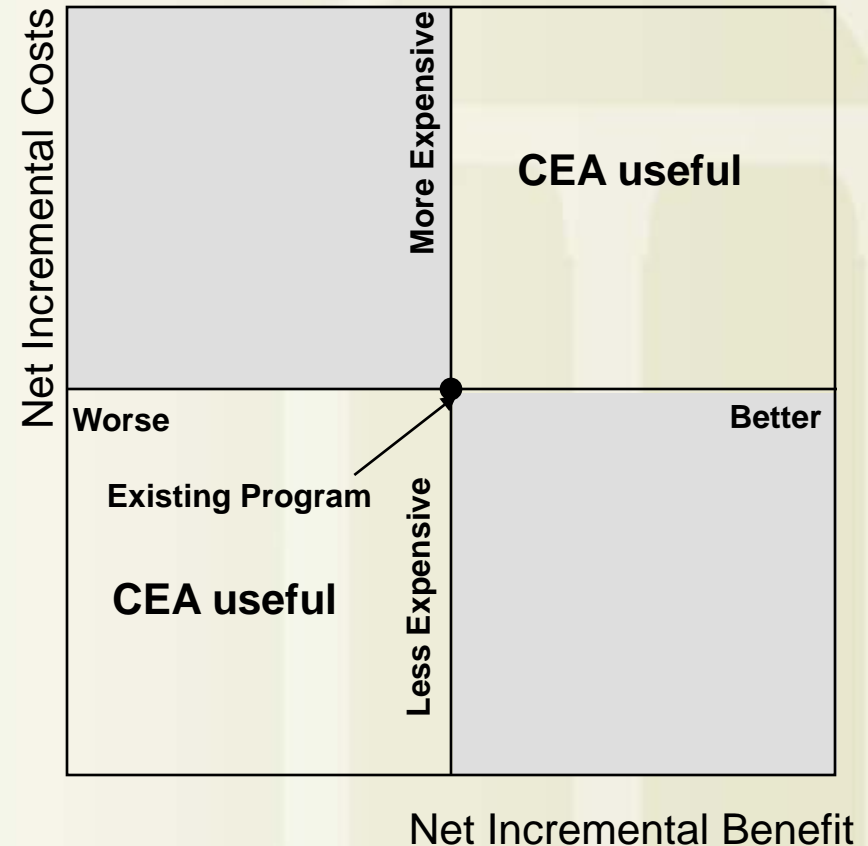 Net Incremental Costs
More Expensive
CEA useful
Worse
Better
Existing Program
Less Expensive
CEA useful
Net Incremental Benefit